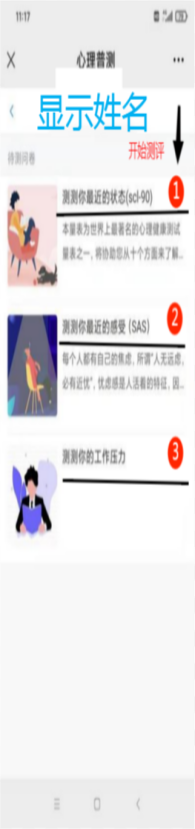 11:17
心理普测
显示姓名
开始测评
待测问卷
测测你最近的状态(scl-90)
1
本量表为世界上最著名的心理健康测试
量表之一，将协助您从十个方面来了解...
测测你最近的感受 (SAS)
2
每个人都有自己的焦虑，所谓“人无远虑，
必有近忧”，忧虑感是人活着的特征，因...
测测你的工作压力
3